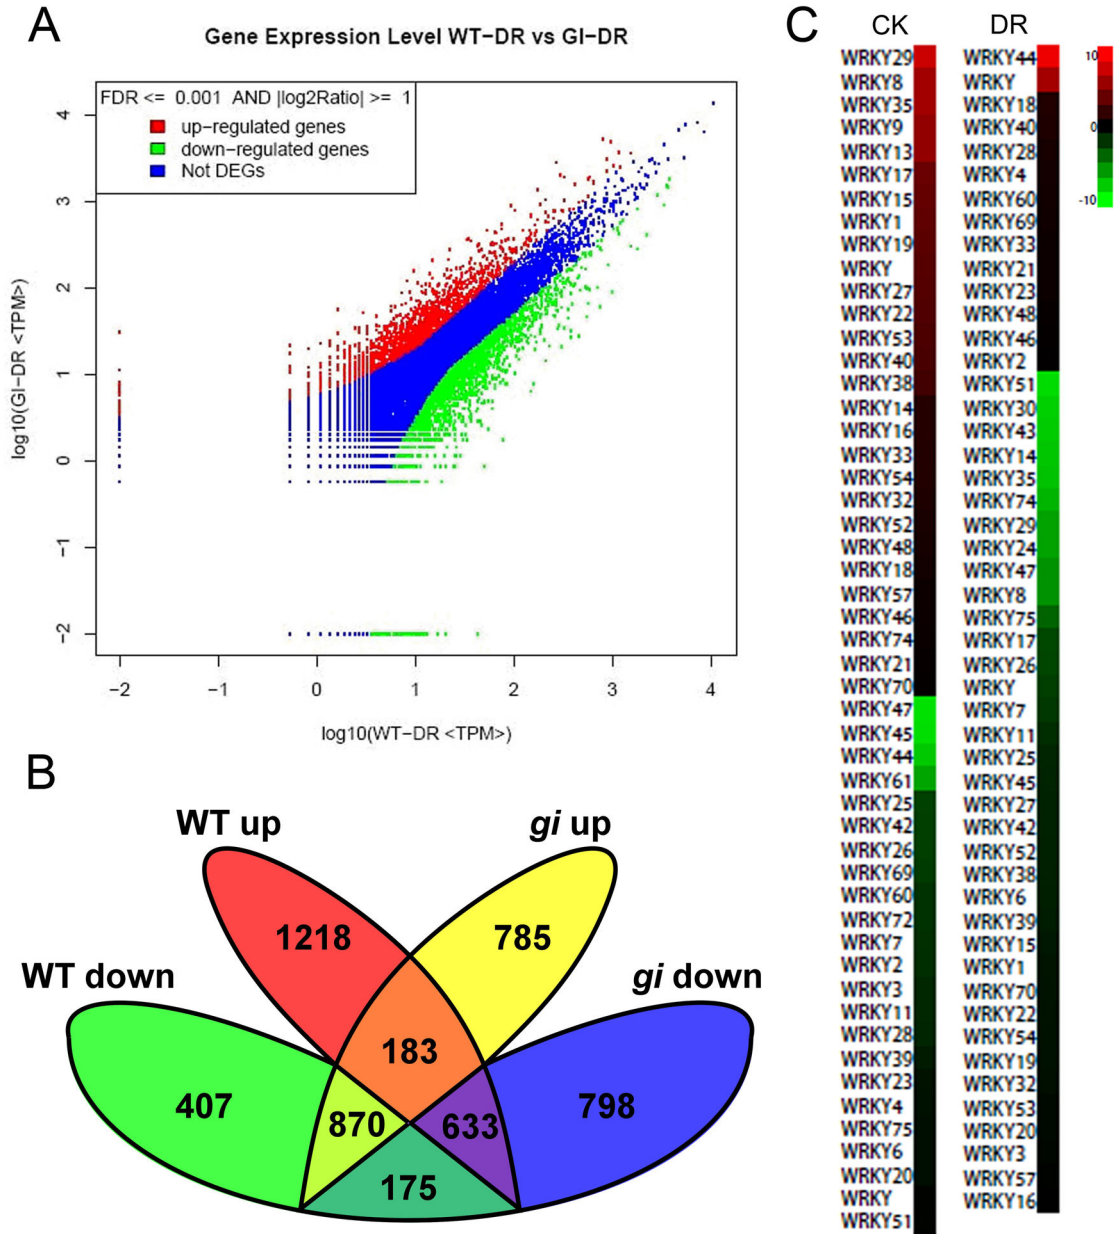 A
Gene Expression Level WT−DR vs GI−DR
FDR <= 0.001 AND |log2Ratio| >= 1
up−regulated genes
down−regulated genes
Not DEGs
4
3
2
1
0
−1
−2
log10(GI−DR <TPM>)
−2 −1 0 1 2 3 4
log10(WT−DR <TPM>)
B
WT up
gi up
WT down
gi down
1218
785
183
407
870
633
798
175
C
CK
WRKY29
WRKY8
WRKY35
WRKY9
WRKY13
WRKY17
WRKY15
WRKY1
WRKY19
WRKY
WRKY27
WRKY22
WRKY53
WRKY40
WRKY38
WRKY14
WRKY16
WRKY33
WRKY54
WRKY32
WRKY52
WRKY48
WRKY18
WRKY57
WRKY46
WRKY74
WRKY21
WRKY70
WRKY47
WRKY45
WRKY44
WRKY61
WRKY25
WRKY42
WRKY26
WRKY69
WRKY60
WRKY72
WRKY7
WRKY2
WRKY3
WRKY11
WRKY28
WRKY39
WRKY23
WRKY4
WRKY75
WRKY6
WRKY20
WRKY
WRKY51
DR
WRKY44
WRKY
WRKY18
WRKY40
WRKY28
WRKY4
WRKY60
WRKY69
WRKY33
WRKY21
WRKY23
WRKY48
WRKY46
WRKY2
WRKY51
WRKY30
WRKY43
WRKY14
WRKY35
WRKY74
WRKY29
WRKY24
WRKY47
WRKY8
WRKY75
WRKY17
WRKY26
WRKY
WRKY7
WRKY11
WRKY25
WRKY45
WRKY27
WRKY42
WRKY52
WRKY38
WRKY6
WRKY39
WRKY15
WRKY1
WRKY70
WRKY22
WRKY54
WRKY19
WRKY32
WRKY53
WRKY20
WRKY3
WRKY57
WRKY16
10
0
-10